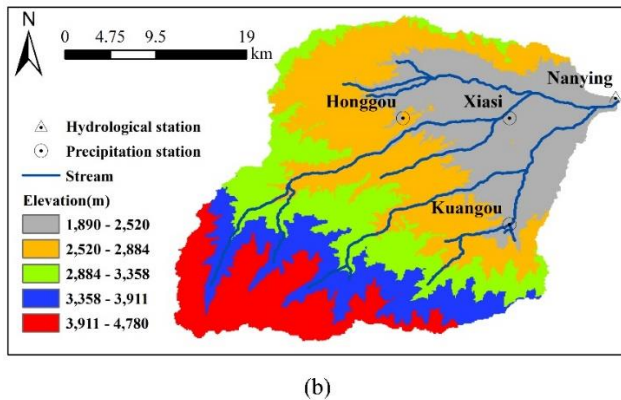 N
0 4.75 9.5 19
km
Nanying
Honggou
Xiasi
Hydrological station
Precipitation station
Stream
Kuangou
Elevation(m)
1,890 - 2,520
2,520 - 2,884
2,884 - 3,358
3,358 - 3,911
3,911 - 4,780
(b)